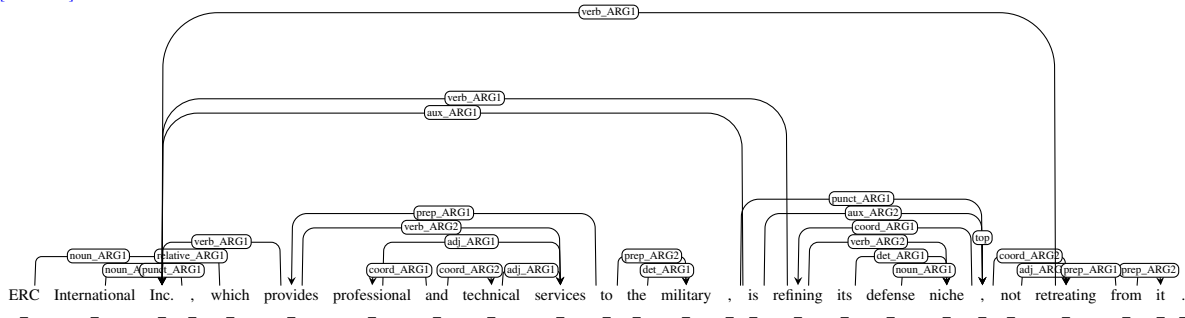 verb_ARG1
verb_ARG1
aux_ARG1
punct_ARG1
prep_ARG1 aux_ARG2
verb_ARG2 coord_ARG1
verb_ARG1 adj_ARG1 verb_ARG2 top
noun_ARG1 relative_ARG1 prep_ARG2 det_ARG1 coord_ARG2
punct_ARG1 coord_ARG1 coord_ARG2 adj_ARG1 det_ARG1 noun_ARG1 prep_ARG1 prep_ARG2
ERC International Inc. , which provides professional and technical services to the military , is refining its defense niche , not retreating from it .